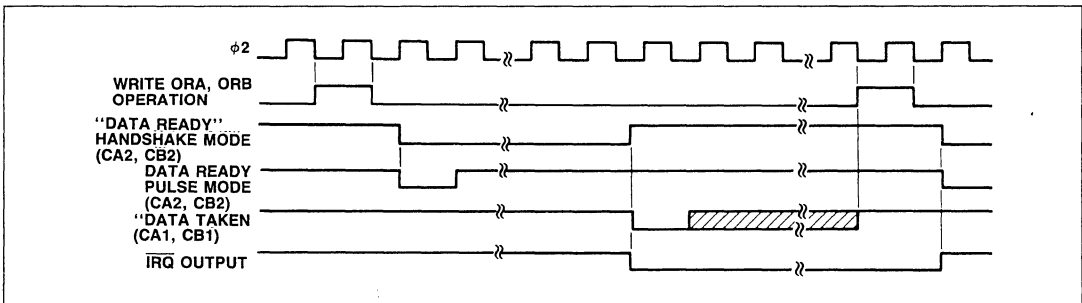 φ2
WRITE ORA, ORB
OPERATION
"DATA READY"
HANDSHAKE MODE
(CA2, CB2)
DATA READY
PULSE MODE
(CA2, CB2)
"DATA TAKEN
(CA1, CB1)
I̅R̅Q̅ OUTPUT